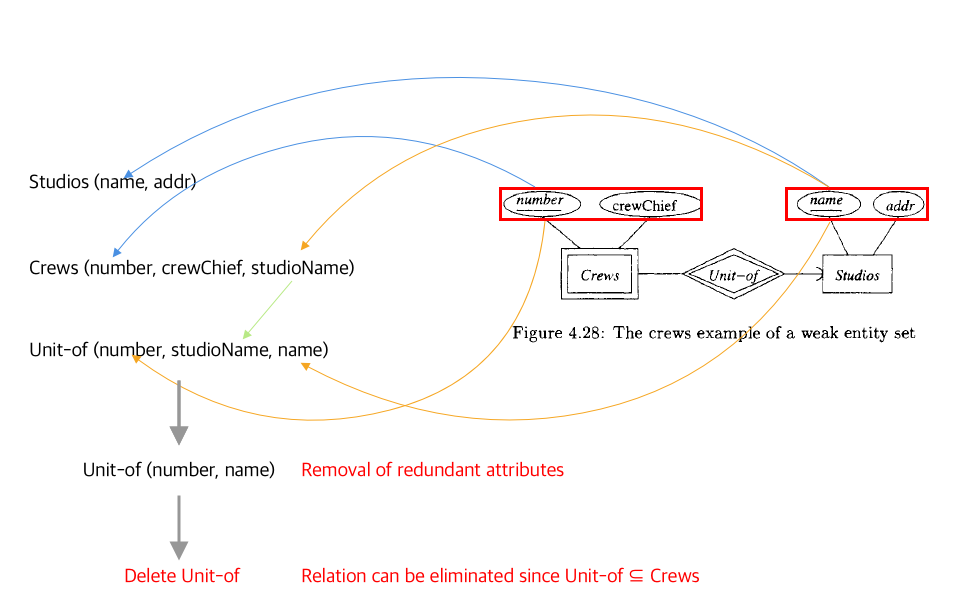 Studios (name, addr)
number
crewChief
name
addr
Crews (number, crewChief, studioName)
Crews
Unit-of
Studios
Figure 4.28: The crews example of a weak entity set
Unit-of (number, studioName, name)
Unit-of (number, name)
Removal of redundant attributes
Delete Unit-of
Relation can be eliminated since Unit-of ⊆ Crews